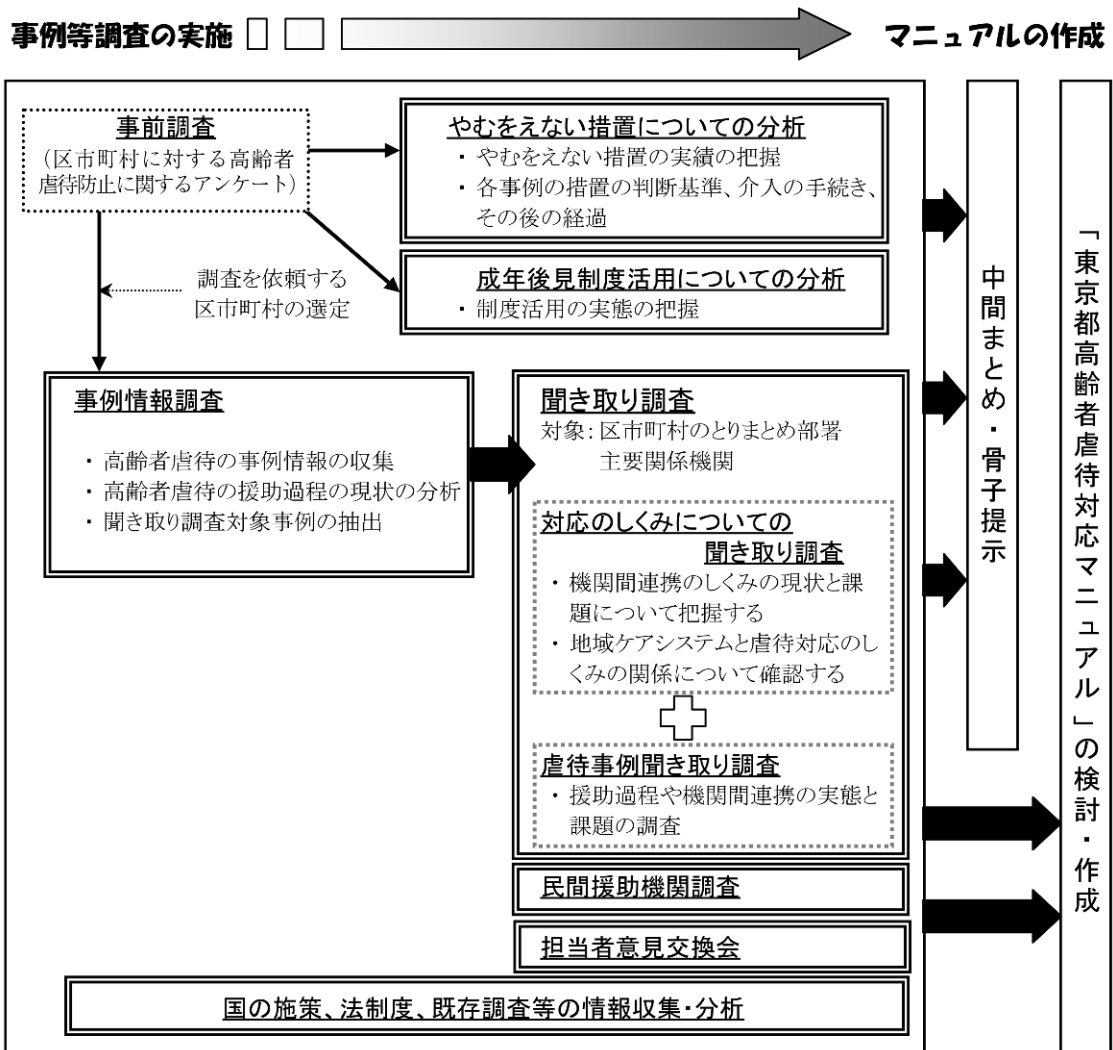 事例等調査の実施
マニュアルの作成
事前調査
（区市町村に対する高齢者
虐待防止に関するアンケート）
やむをえない措置についての分析
・ やむをえない措置の実績の把握
・ 各事例の措置の判断基準、介入の手続き、
その後の経過
調査を依頼する
区市町村の選定
成年後見制度活用についての分析
・ 制度活用の実態の把握
事例情報調査
・ 高齢者虐待の事例情報の収集
・ 高齢者虐待の援助過程の現状の分析
・ 聞き取り調査対象事例の抽出
聞き取り調査
対象：区市町村のとりまとめ部署
主要関係機関
対応のしくみについての
聞き取り調査
・ 機関間連携のしくみの現状と課
題について把握する
・ 地域ケアシステムと虐待対応のし
くみの関係について確認する
虐待事例聞き取り調査
・ 援助過程や機関間連携の実態と
課題の調査
民間援助機関調査
担当者意見交換会
国の施策、法制度、既存調査等の情報収集・分析
中間まとめ・骨子提示
「東京都高齢者虐待対応マニュアル」の検討・作成